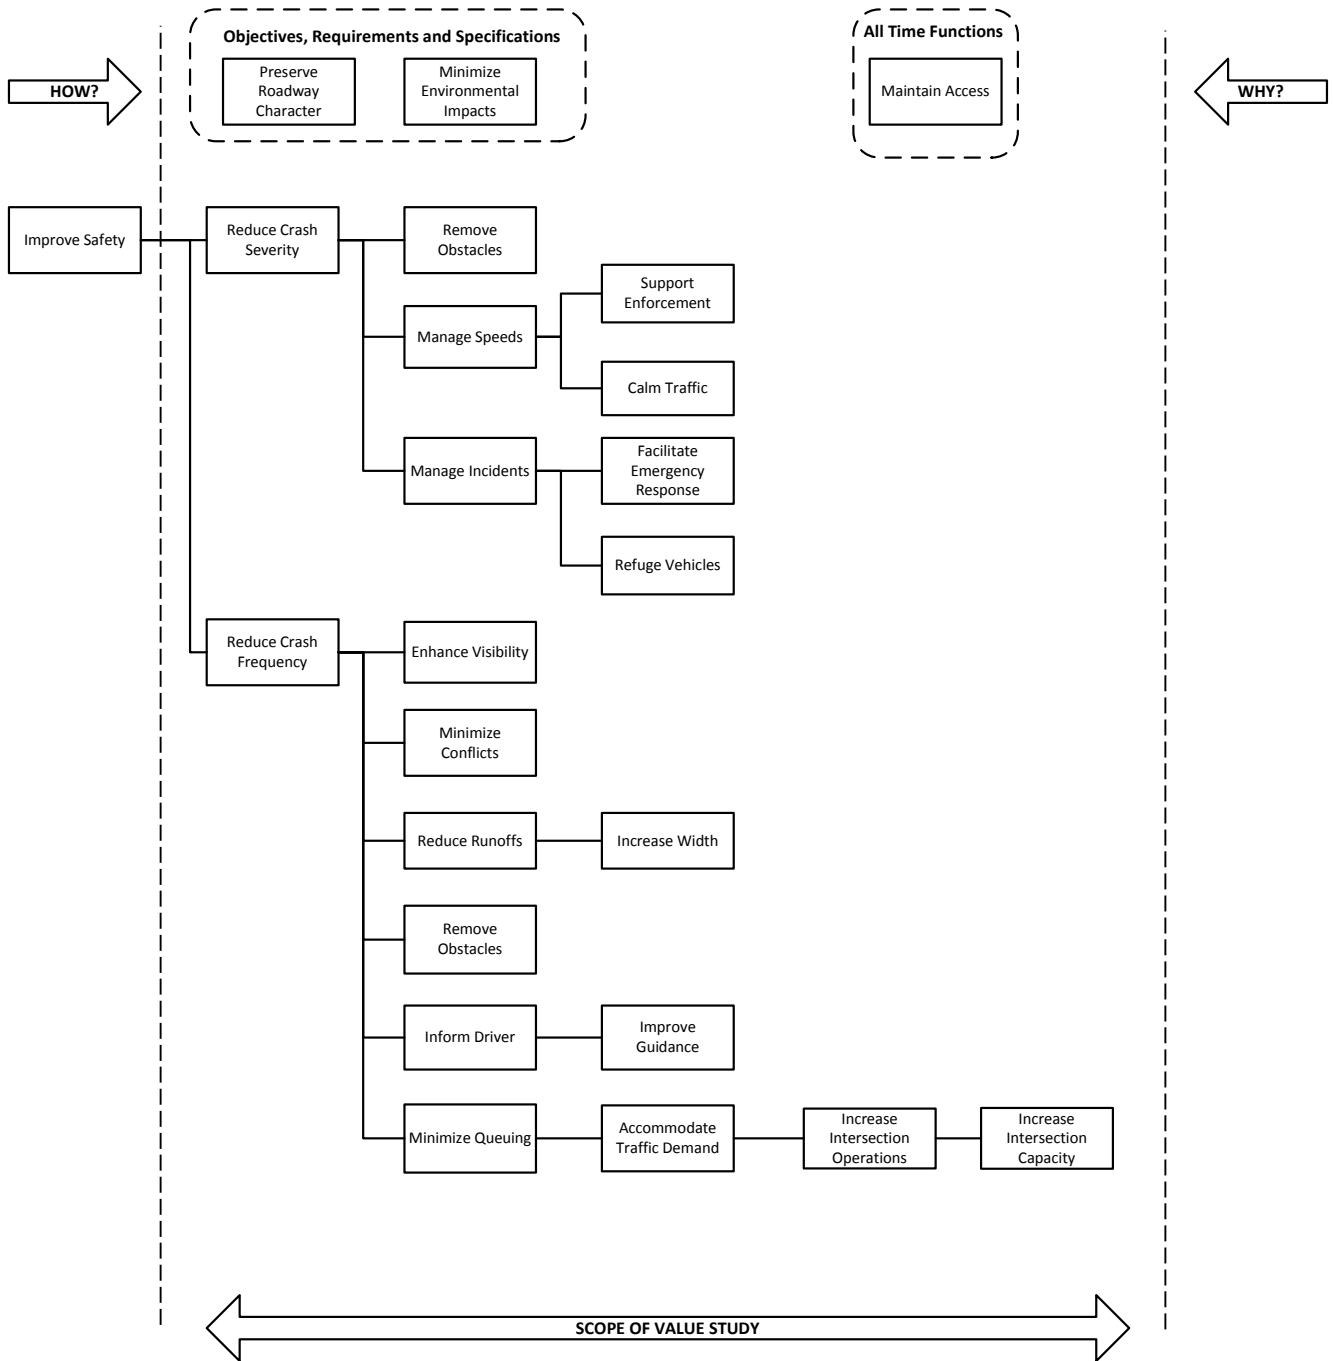 Objectives, Requirements and Specifications
All Time Functions
HOW?
Preserve
Roadway
Character
Minimize
Environmental
Impacts
Maintain Access
WHY?
Improve Safety
Reduce Crash
Severity
Remove
Obstacles
Support
Enforcement
Manage Speeds
Calm Traffic
Manage Incidents
Facilitate
Emergency
Response
Refuge Vehicles
Reduce Crash
Frequency
Enhance Visibility
Minimize
Conflicts
Reduce Runoffs
Increase Width
Remove
Obstacles
Inform Driver
Improve
Guidance
Minimize Queuing
Accommodate
Traffic Demand
Increase
Intersection
Operations
Increase
Intersection
Capacity
SCOPE OF VALUE STUDY